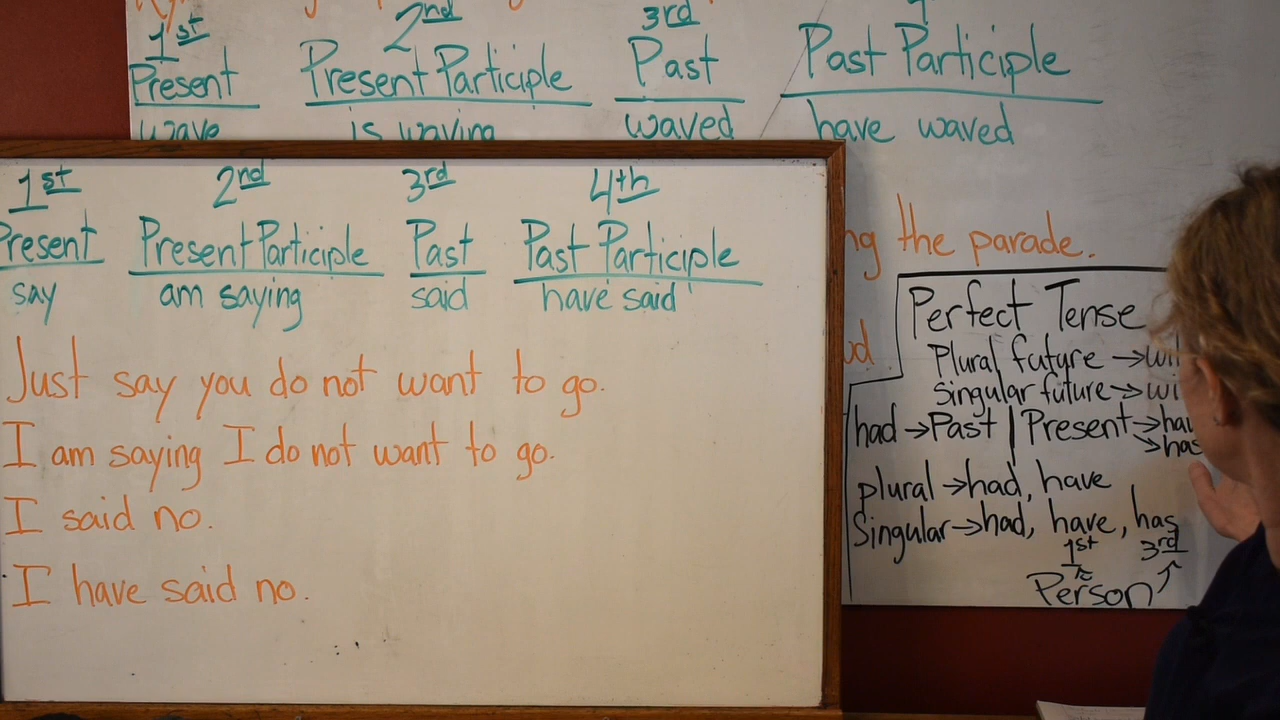 1st 2nd 3rd
Present Present Participle Past Past Participle
wave is waving waved have waved
1st 2nd 3rd 4th
Present Present Participle Past Past Participle
say am saying said have said
Just say you do not want to go.
I am saying I do not want to go.
I said no.
I have said no.
the parade.
Perfect Tense
Plural future →
Singular future →
had → Past | Present →
plural → had, have
Singular → had, have, has
1st 3rd
Person